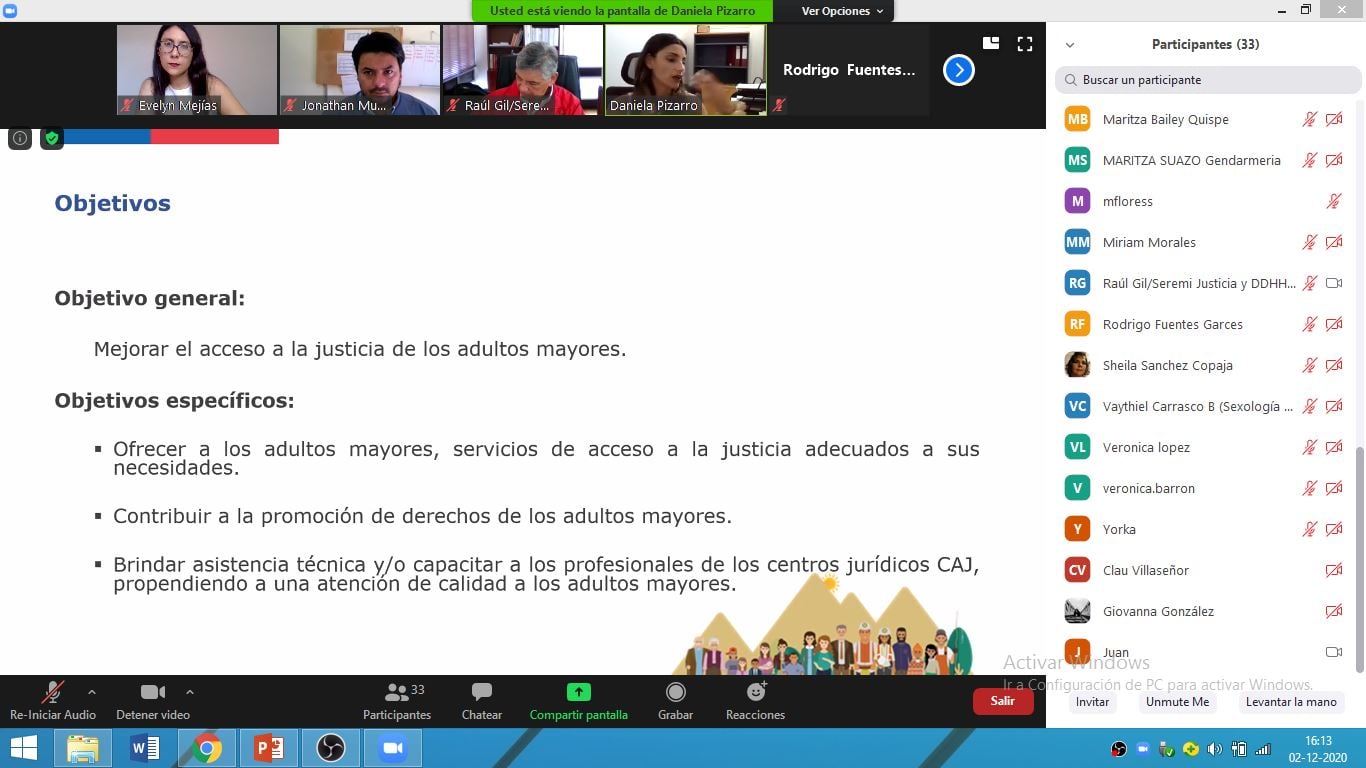 Usted está viendo la pantalla de Daniela Pizarro
Ver Opciones
Evelyn Mejías
Jonathan Mu...
Raúl Gil/Sere...
Daniela Pizarro
Rodrigo Fuentes...
Objetivos
Objetivo general:
Mejorar el acceso a la justicia de los adultos mayores.
Objetivos específicos:
▪ Ofrecer a los adultos mayores, servicios de acceso a la justicia adecuados a sus
necesidades.
▪ Contribuir a la promoción de derechos de los adultos mayores.
▪ Brindar asistencia técnica y/o capacitar a los profesionales de los centros jurídicos CAJ,
propendiendo a una atención de calidad a los adultos mayores.
Participantes (33)
Buscar un participante
MB Maritza Bailey Quispe
MS MARITZA SUAZO Gendarmeria
M mfloress
MM Miriam Morales
RG Raúl Gil/Seremi Justicia y DDHH...
RF Rodrigo Fuentes Garces
Sheila Sanchez Copaja
VC Vaythiel Carrasco B (Sexología ...
VL Veronica lopez
V veronica.barron
Y Yorka
CV Clau Villaseñor
Giovanna González
J Juan
Activar Windows
Ir a Configuración de PC para activar Windows.
Invitar
Unmute Me
Levantar la mano
Re-Iniciar Audio
Detener video
33
Participantes
Chatear
Compartir pantalla
Grabar
Reacciones
Salir
16:13
02-12-2020